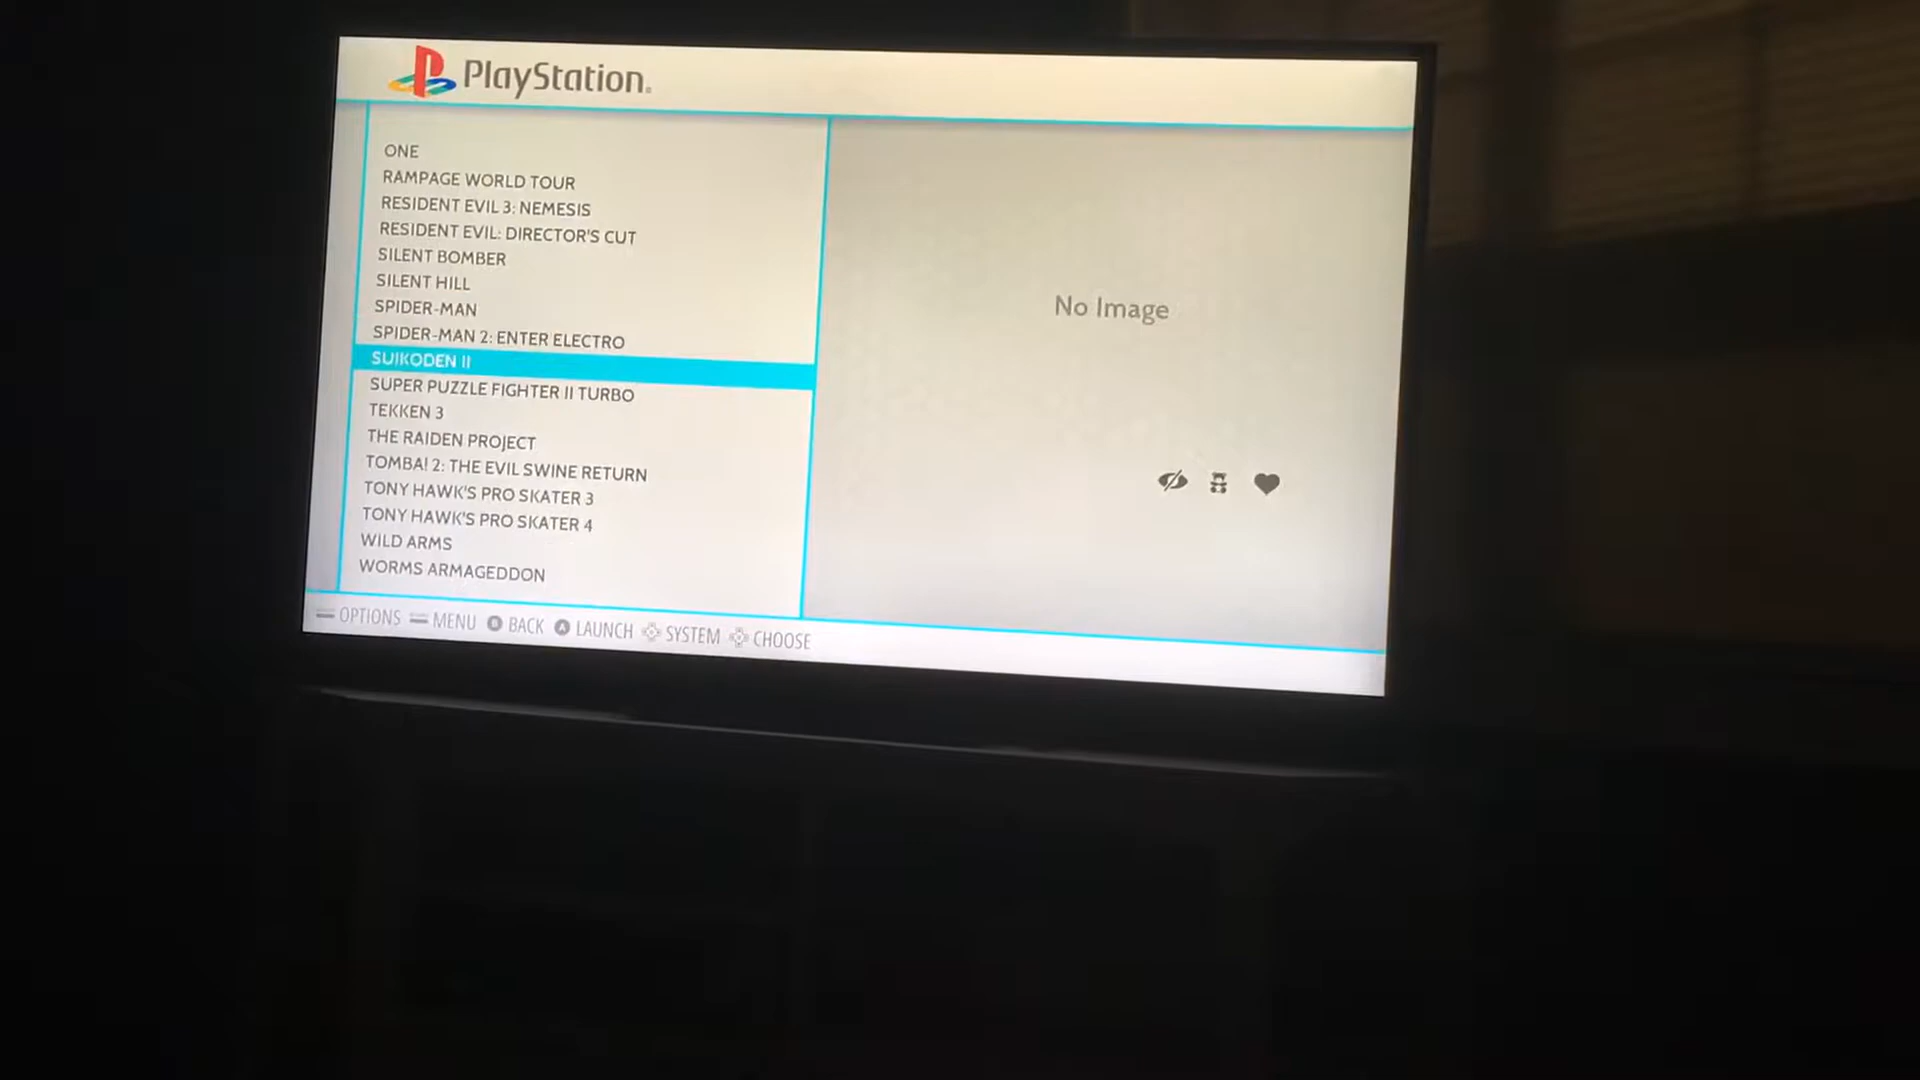 PlayStation.
ONE
RAMPAGE WORLD TOUR
RESIDENT EVIL 3: NEMESIS
RESIDENT EVIL: DIRECTOR'S CUT
SILENT BOMBER
SILENT HILL
SPIDER-MAN
SPIDER-MAN 2: ENTER ELECTRO
SUIKODEN II
SUPER PUZZLE FIGHTER II TURBO
TEKKEN 3
THE RAIDEN PROJECT
TOMBA! 2: THE EVIL SWINE RETURN
TONY HAWK'S PRO SKATER 3
TONY HAWK'S PRO SKATER 4
WILD ARMS
WORMS ARMAGEDDON
No Image
OPTIONS MENU B BACK A LAUNCH SYSTEM CHOOSE